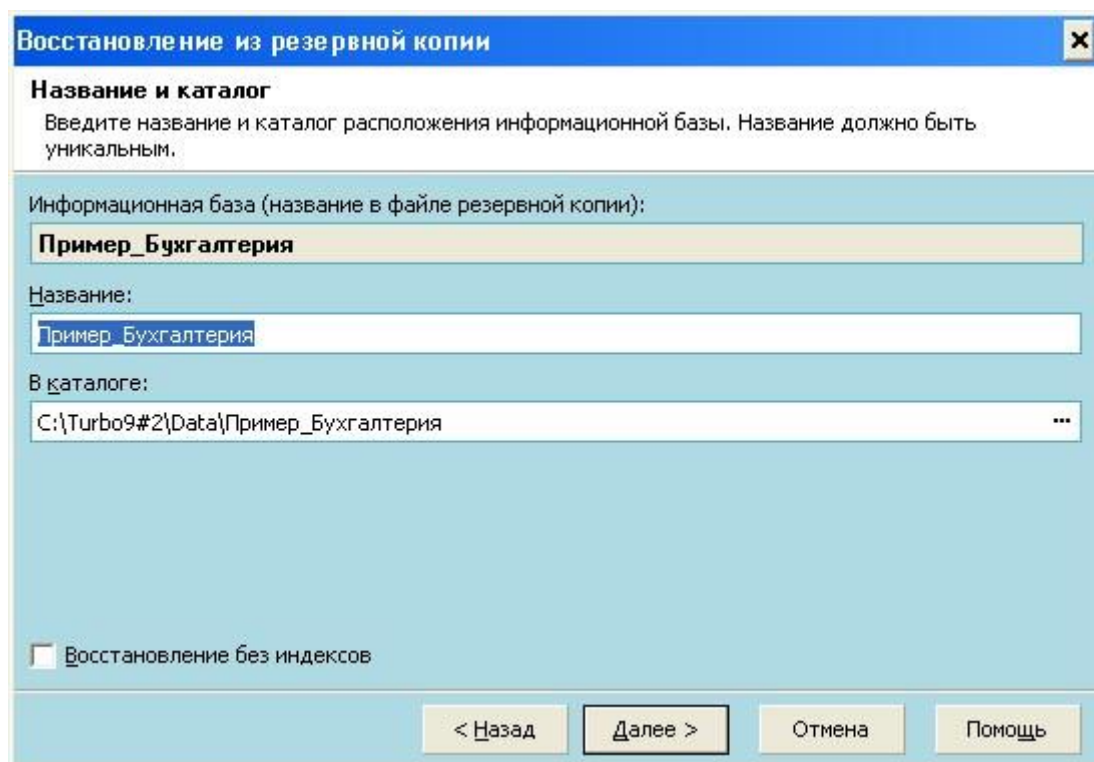 Восстановление из резервной копии
Название и каталог
Введите название и каталог расположения информационной базы. Название должно быть
уникальным.
Информационная база (название в файле резервной копии):
Пример_Бухгалтерия
Название:
Пример_Бухгалтерия
В каталоге:
C:\Turbo9#2\Data\Пример_Бухгалтерия ...
Восстановление без индексов
< Назад Далее > Отмена Помощь